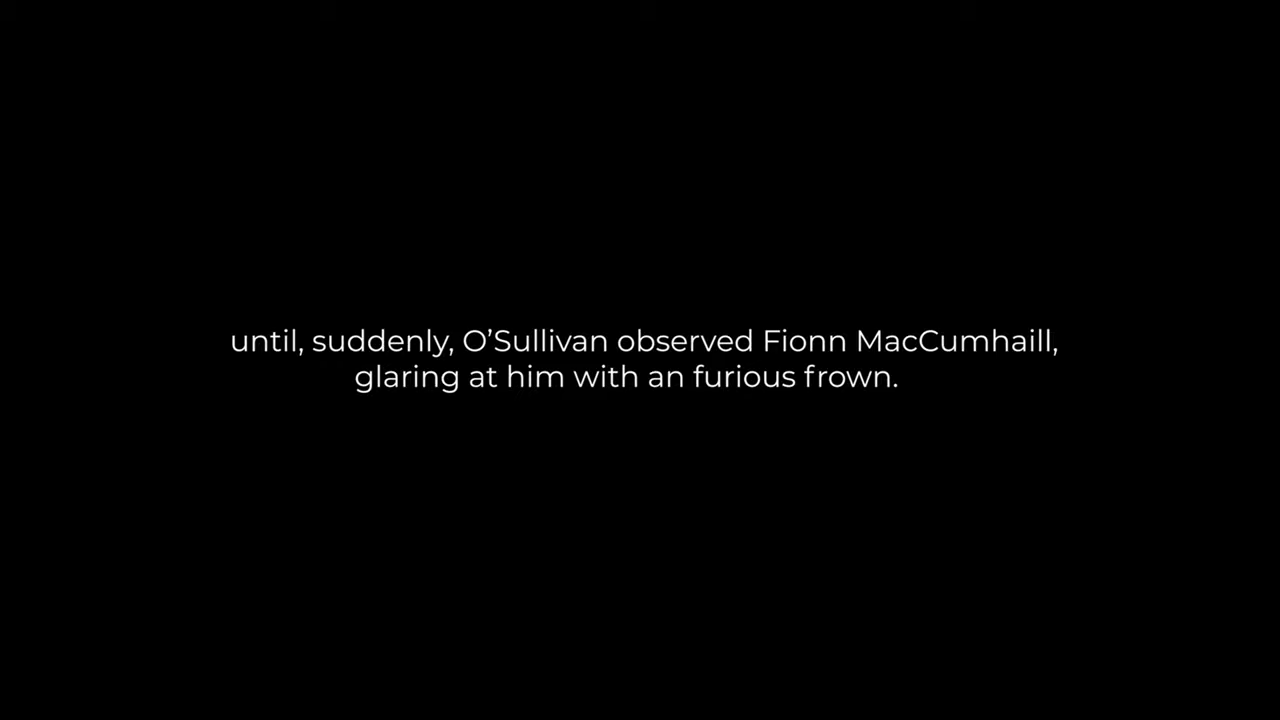 until, suddenly, O’Sullivan observed Fionn MacCumhaill,
glaring at him with an furious frown.